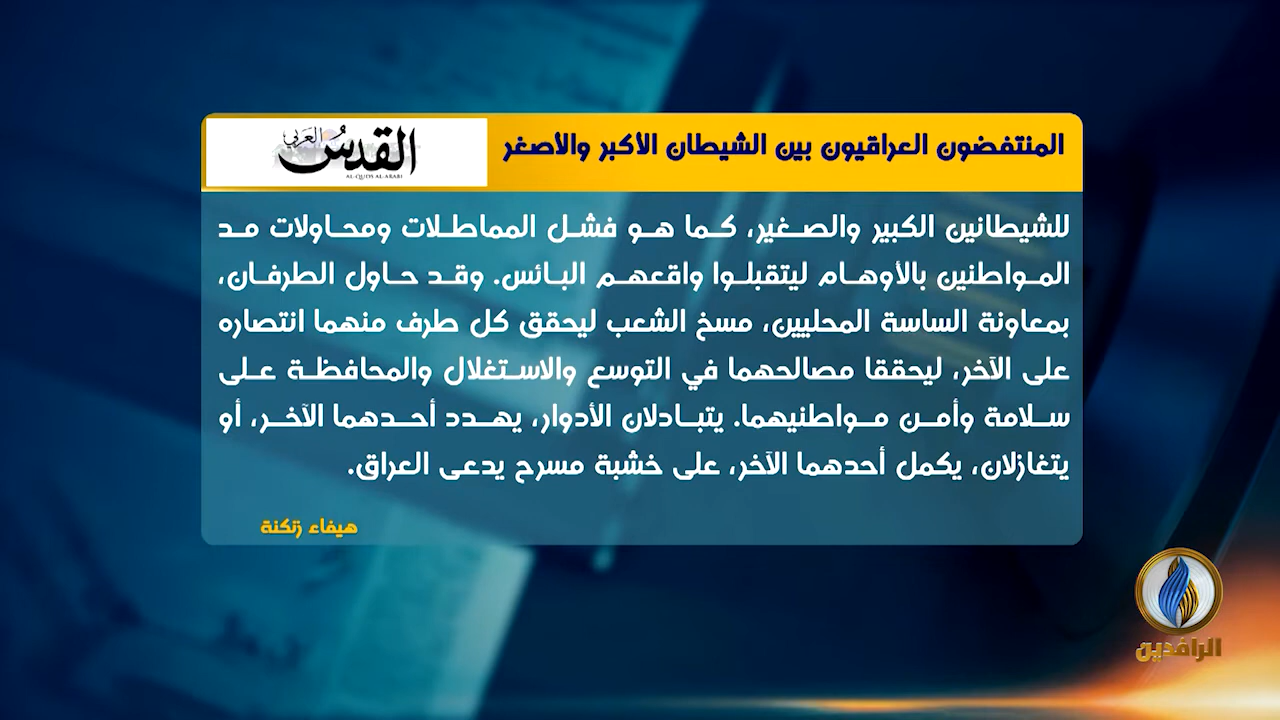 المنتفضون العراقيون بين الشيطان الأكبر والأصغر
القدس العربي
AL-QUDS AL-ARABI
للشيطانين الكبير والصغير، كما هو فشل المماطلات ومحاولات مد
المواطنين بالأوهام ليتقبلوا واقعهم البائس. وقد حاول الطرفان،
بمعاونة الساسة المحليين، مسخ الشعب ليحقق كل طرف منهما انتصاره
على الآخر، ليحققا مصالحهما في التوسع والاستغلال والمحافظة على
سلامة وأمن مواطنيهما. يتبادلان الأدوار، يهدد أحدهما الآخر، أو
يتغازلان، يكمل أحدهما الآخر، على خشبة مسرح يدعى العراق.
هيفاء زنكنة
الرافدين